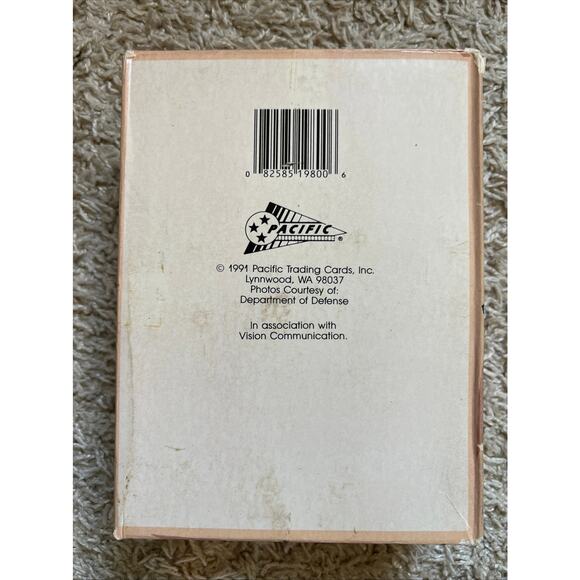 0 82585 19800 6
PACIFIC ®
© 1991 Pacific Trading Cards, Inc.
Lynnwood, WA 98037
Photos Courtesy of:
Department of Defense
In association with
Vision Communication.